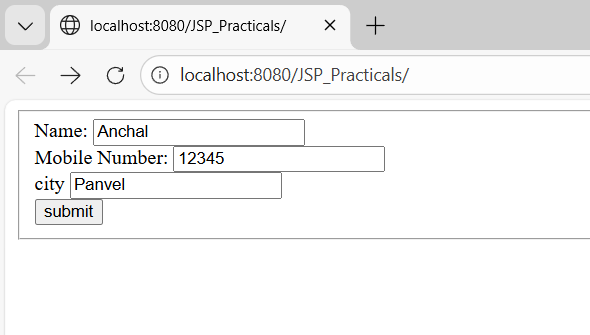 localhost:8080/JSP_Practicals/
localhost:8080/JSP_Practicals/
Name: Anchal
Mobile Number: 12345
city Panvel
submit